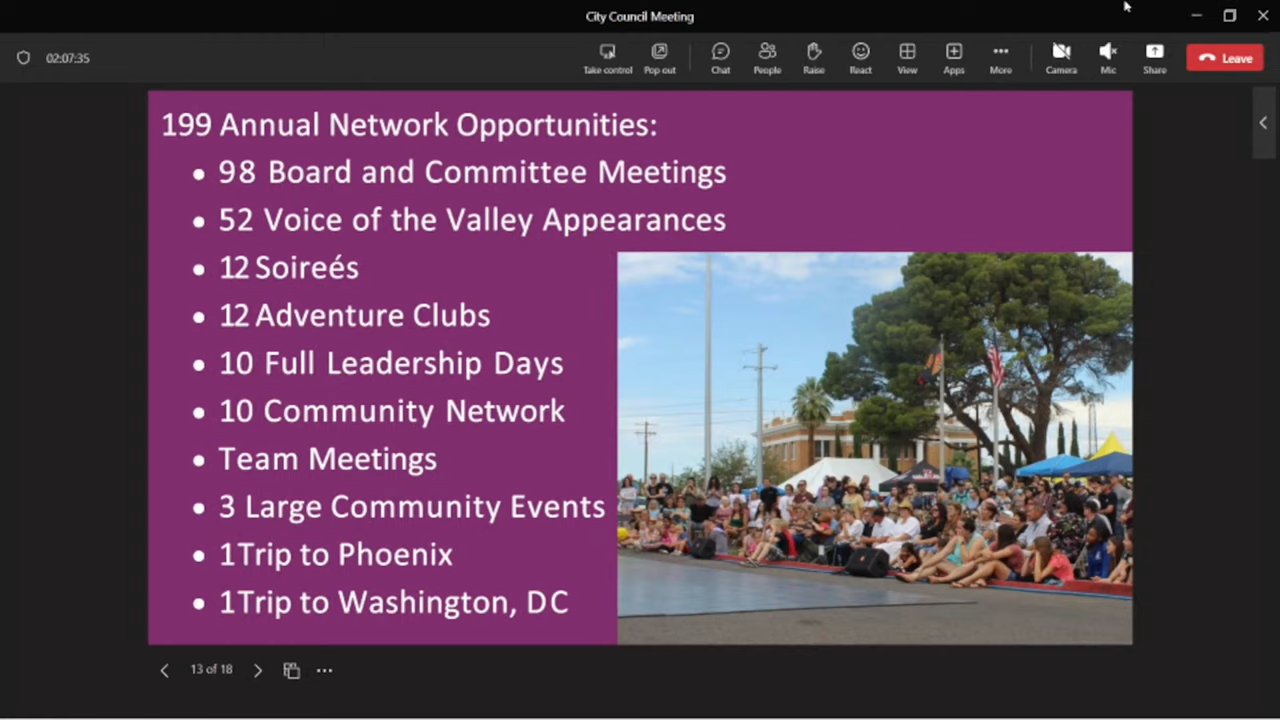 City Council Meeting
02:07:35
Take control
Pop out
Chat
People
Raise
React
View
Apps
More
Camera
Mic
Share
Leave
199 Annual Network Opportunities:
• 98 Board and Committee Meetings
• 52 Voice of the Valley Appearances
• 12 Soireés
• 12 Adventure Clubs
• 10 Full Leadership Days
• 10 Community Network
• Team Meetings
• 3 Large Community Events
• 1Trip to Phoenix
• 1Trip to Washington, DC
13 of 18